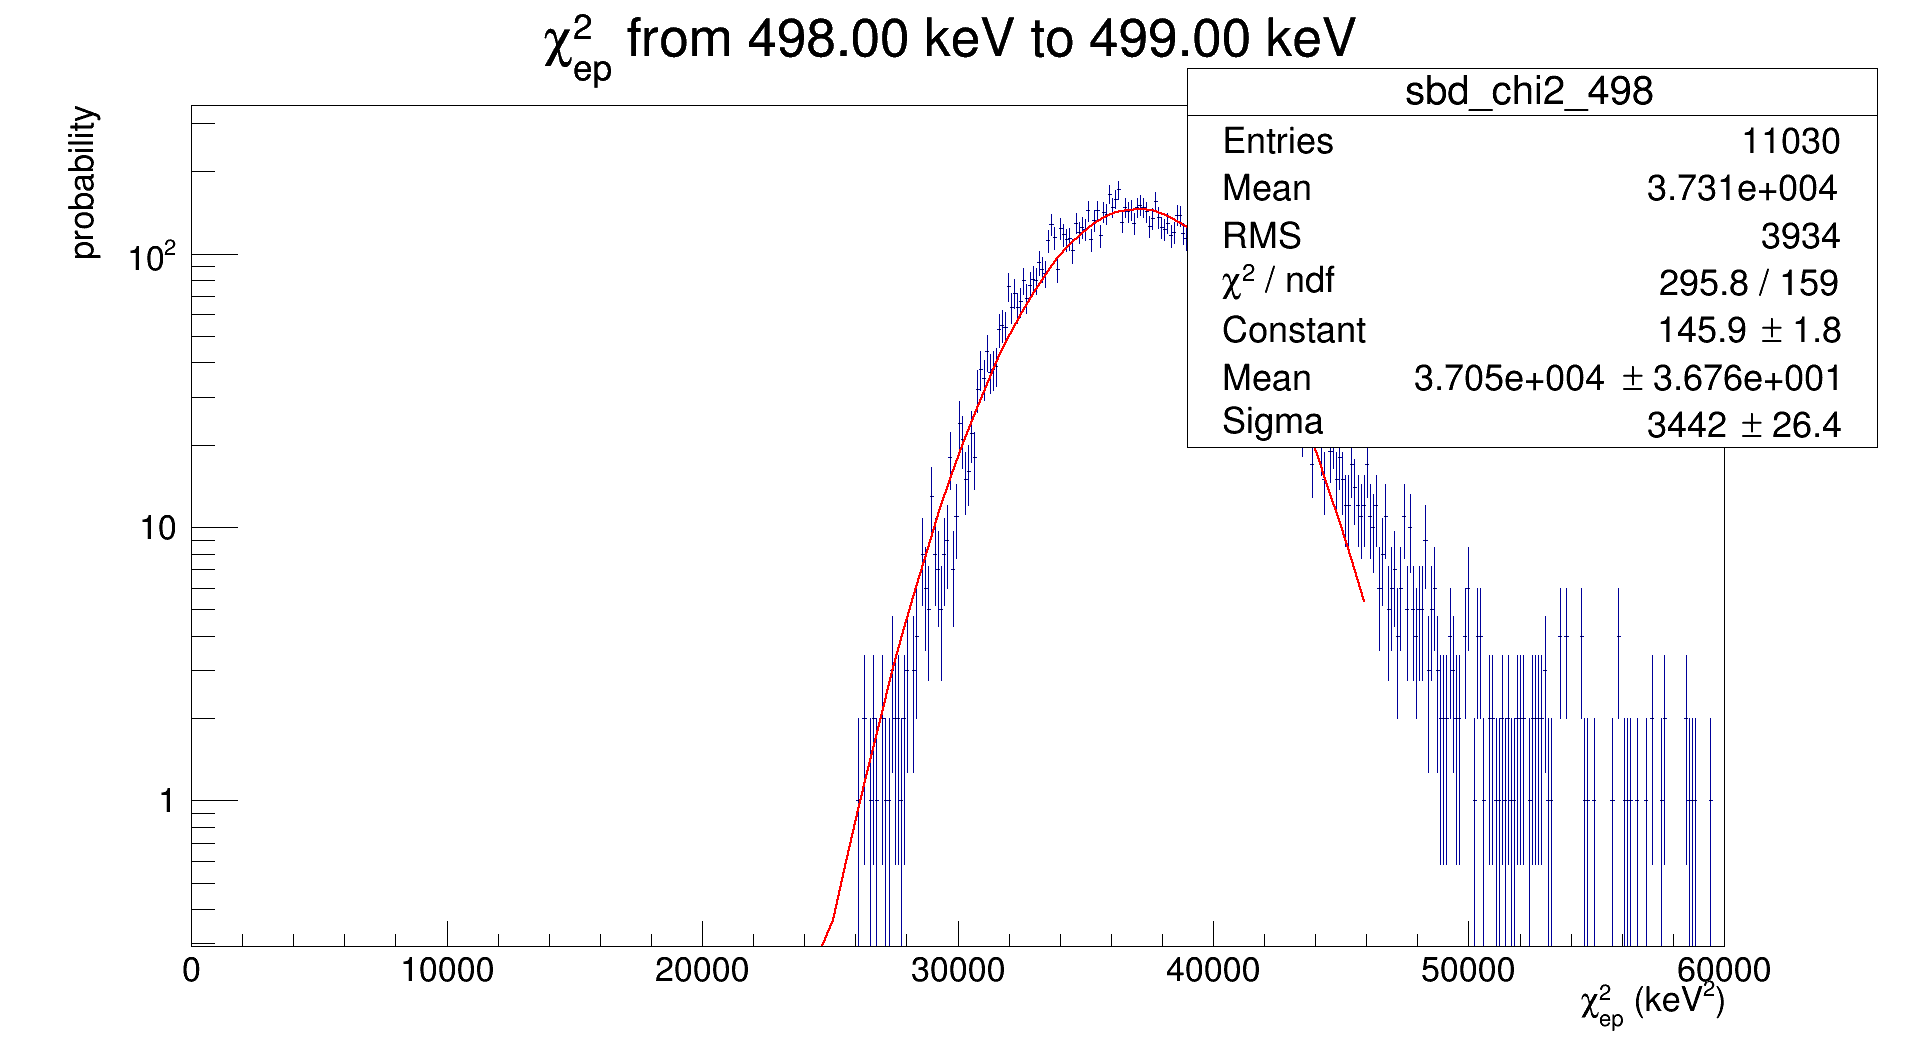 χ²ep from 498.00 keV to 499.00 keV
probability
sbd_chi2_498
Entries 11030
Mean 3.731e+004
RMS 3934
χ² / ndf 295.8 / 159
Constant 145.9 ± 1.8
Mean 3.705e+004 ± 3.676e+001
Sigma 3442 ± 26.4
10²
10
1
0 10000 20000 30000 40000 50000 60000
χ²ep (keV²)